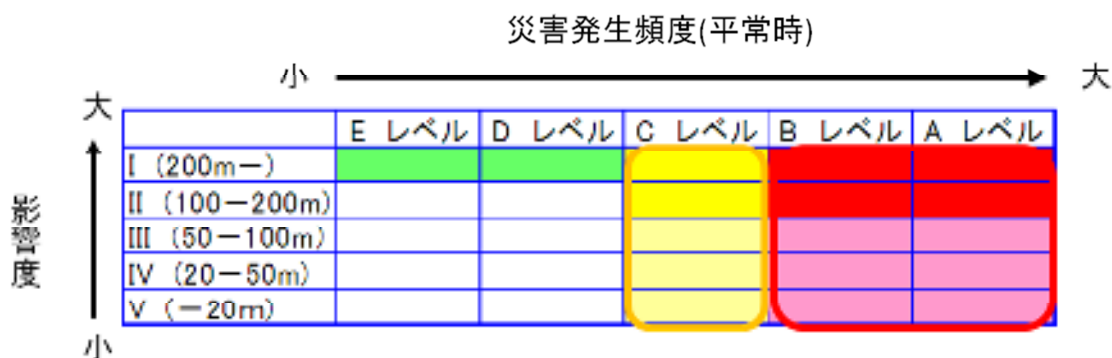 災害発生頻度(平常時)
小 大
大
E レベル D レベル C レベル B レベル A レベル
I (200m－)
II (100－200m)
III (50－100m)
IV (20－50m)
V (－20m)
影響度
小